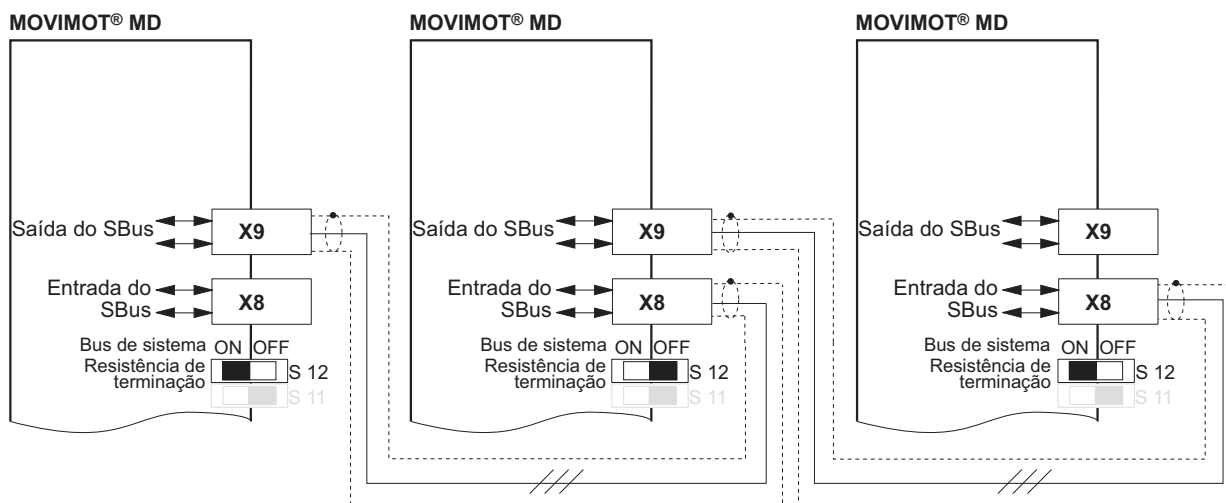 MOVIMOT® MD
Saída do SBus
X9
Entrada do
SBus
X8
Bus de sistema
ON OFF
Resistência de
terminação
S 12
S 11
MOVIMOT® MD
Saída do SBus
X9
Entrada do
SBus
X8
Bus de sistema
ON OFF
Resistência de
terminação
S 12
S 11
MOVIMOT® MD
Saída do SBus
X9
Entrada do
SBus
X8
Bus de sistema
ON OFF
Resistência de
terminação
S 12
S 11